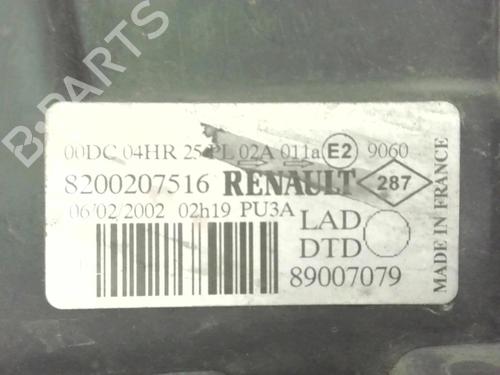 B-PARTS
00DC 04HR 25 PL 02A 011a E2 9060
8200207516 RENAULT 287
06/02/2002 02h19 PU3A LAD
DTD
89007079
MADE IN FRANCE